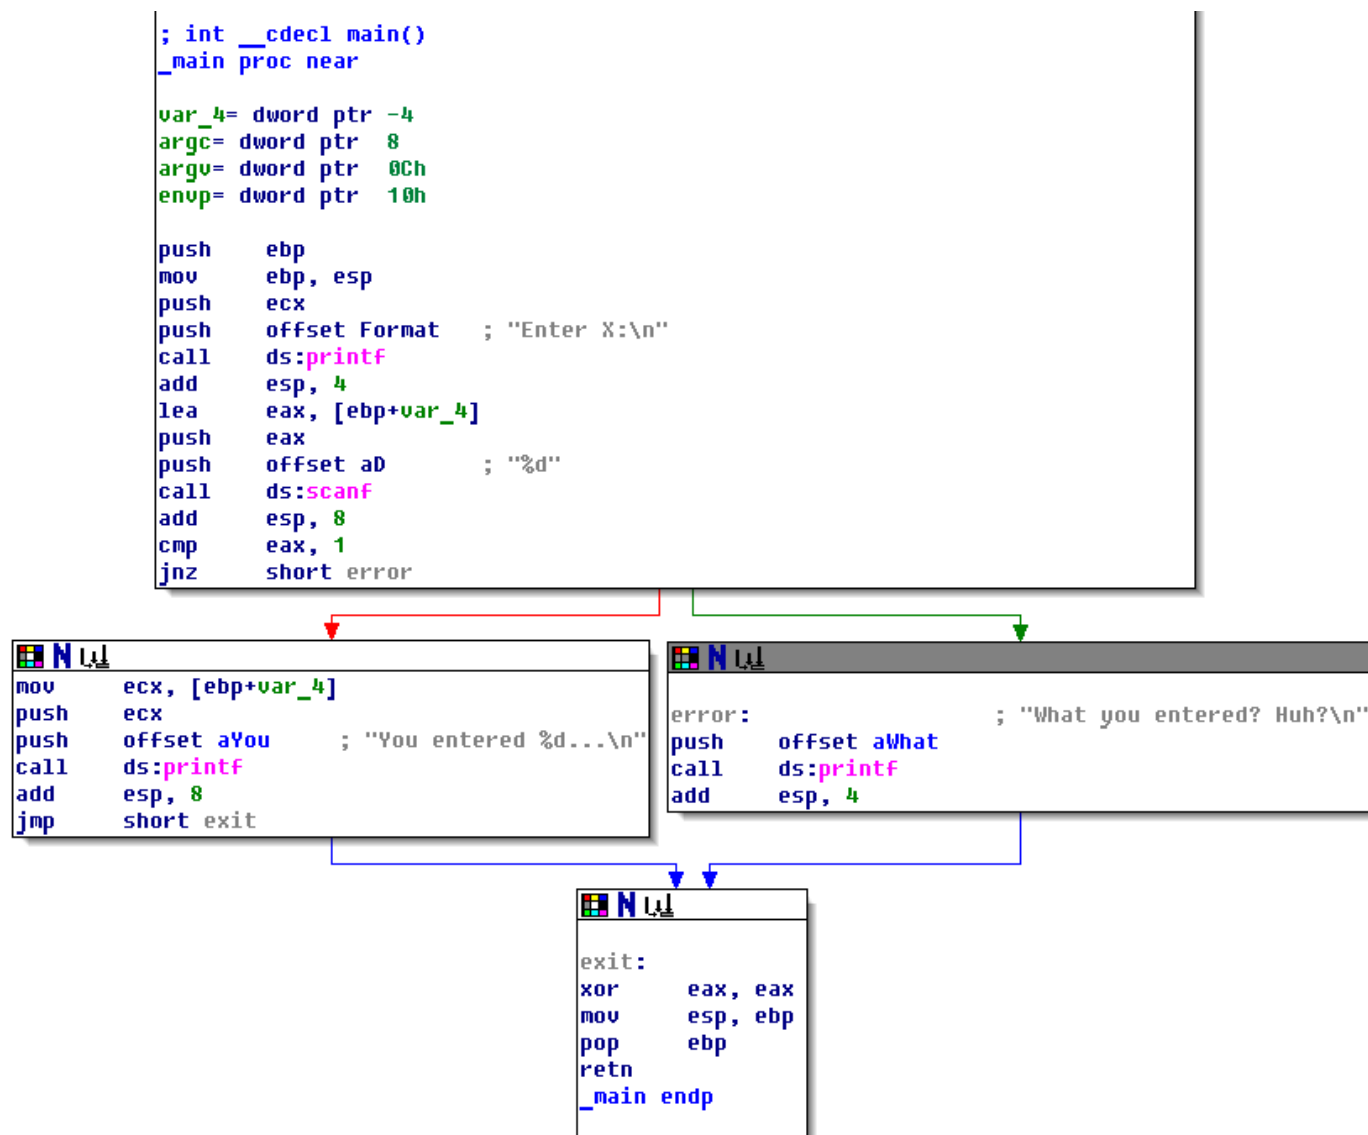 ; int __cdecl main()
_main proc near
var_4= dword ptr -4
argc= dword ptr  8
argv= dword ptr  0Ch
envp= dword ptr  10h
push    ebp
mov     ebp, esp
push    ecx
push    offset Format   ; "Enter X:\n"
call    ds:printf
add     esp, 4
lea     eax, [ebp+var_4]
push    eax
push    offset aD       ; "%d"
call    ds:scanf
add     esp, 8
cmp     eax, 1
jnz     short error
N
mov     ecx, [ebp+var_4]
push    ecx
push    offset aYou     ; "You entered %d...\n"
call    ds:printf
add     esp, 8
jmp     short exit
N
error:                  ; "What you entered? Huh?\n"
push    offset aWhat
call    ds:printf
add     esp, 4
N
exit:
xor     eax, eax
mov     esp, ebp
pop     ebp
retn
_main endp